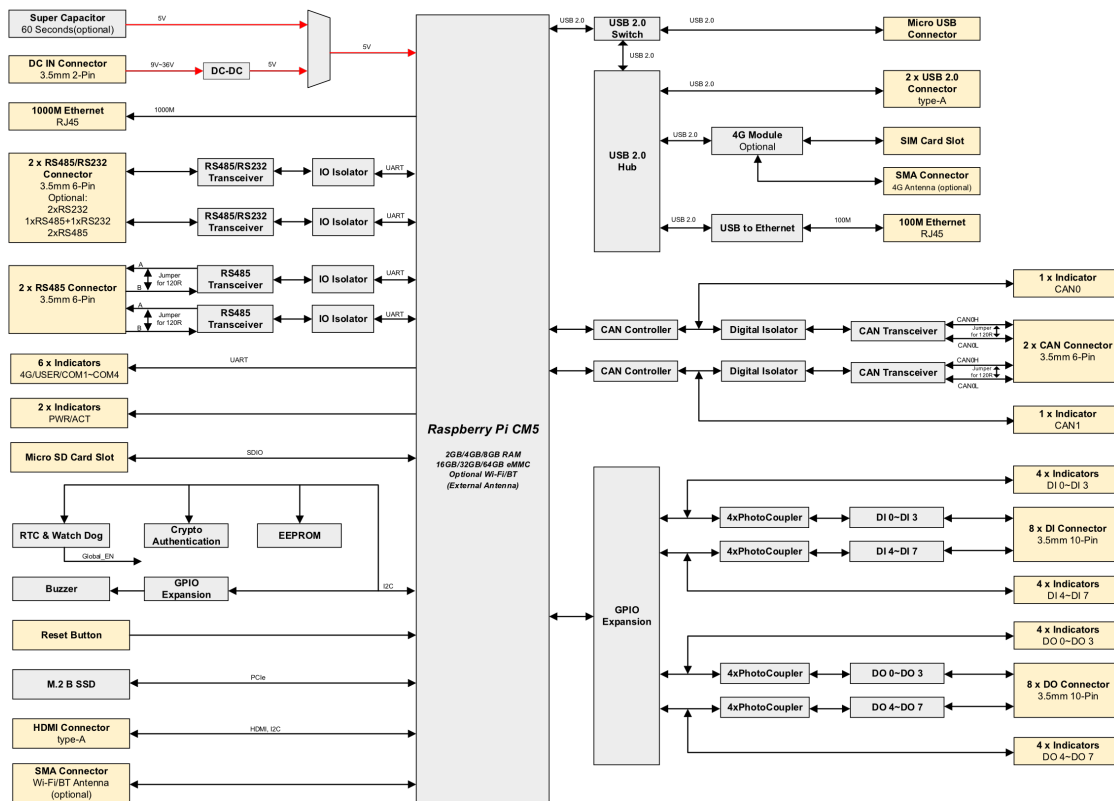 Super Capacitor
60 Seconds(optional)
5V
DC IN Connector
3.5mm 2-Pin
9V~36V
DC-DC
5V
5V
1000M Ethernet
RJ45
1000M
2 x RS485/RS232
Connector
3.5mm 6-Pin
Optional:
2xRS232
1xRS485+1xRS232
2xRS485
RS485/RS232
Transceiver
IO Isolator
UART
RS485/RS232
Transceiver
IO Isolator
UART
2 x RS485 Connector
3.5mm 6-Pin
A
Jumper
for 120R
B
RS485
Transceiver
IO Isolator
UART
A
Jumper
for 120R
B
RS485
Transceiver
IO Isolator
UART
6 x Indicators
4G/USER/COM1~COM4
UART
2 x Indicators
PWR/ACT
Micro SD Card Slot
SDIO
RTC & Watch Dog
Crypto
Authentication
EEPROM
Global_EN
Buzzer
GPIO
Expansion
I2C
Reset Button
M.2 B SSD
PCIe
HDMI Connector
type-A
HDMI, I2C
SMA Connector
Wi-Fi/BT Antenna
(optional)
Raspberry Pi CM5
2GB/4GB/8GB RAM
16GB/32GB/64GB eMMC
Optional Wi-Fi/BT
(External Antenna)
USB 2.0
USB 2.0
Switch
USB 2.0
Micro USB
Connector
USB 2.0
USB 2.0
Hub
USB 2.0
2 x USB 2.0
Connector
type-A
USB 2.0
4G Module
Optional
SIM Card Slot
SMA Connector
4G Antenna (optional)
USB 2.0
USB to Ethernet
100M
100M Ethernet
RJ45
1 x Indicator
CAN0
CAN Controller
Digital Isolator
CAN Transceiver
CAN0H
Jumper
for 120R
CAN0L
2 x CAN Connector
3.5mm 6-Pin
CAN Controller
Digital Isolator
CAN Transceiver
CAN0H
Jumper
for 120R
CAN0L
1 x Indicator
CAN1
GPIO
Expansion
4 x Indicators
DI 0~DI 3
4xPhotoCoupler
DI 0~DI 3
8 x DI Connector
3.5mm 10-Pin
4xPhotoCoupler
DI 4~DI 7
4 x Indicators
DI 4~DI 7
4 x Indicators
DO 0~DO 3
4xPhotoCoupler
DO 0~DO 3
8 x DO Connector
3.5mm 10-Pin
4xPhotoCoupler
DO 4~DO 7
4 x Indicators
DO 4~DO 7